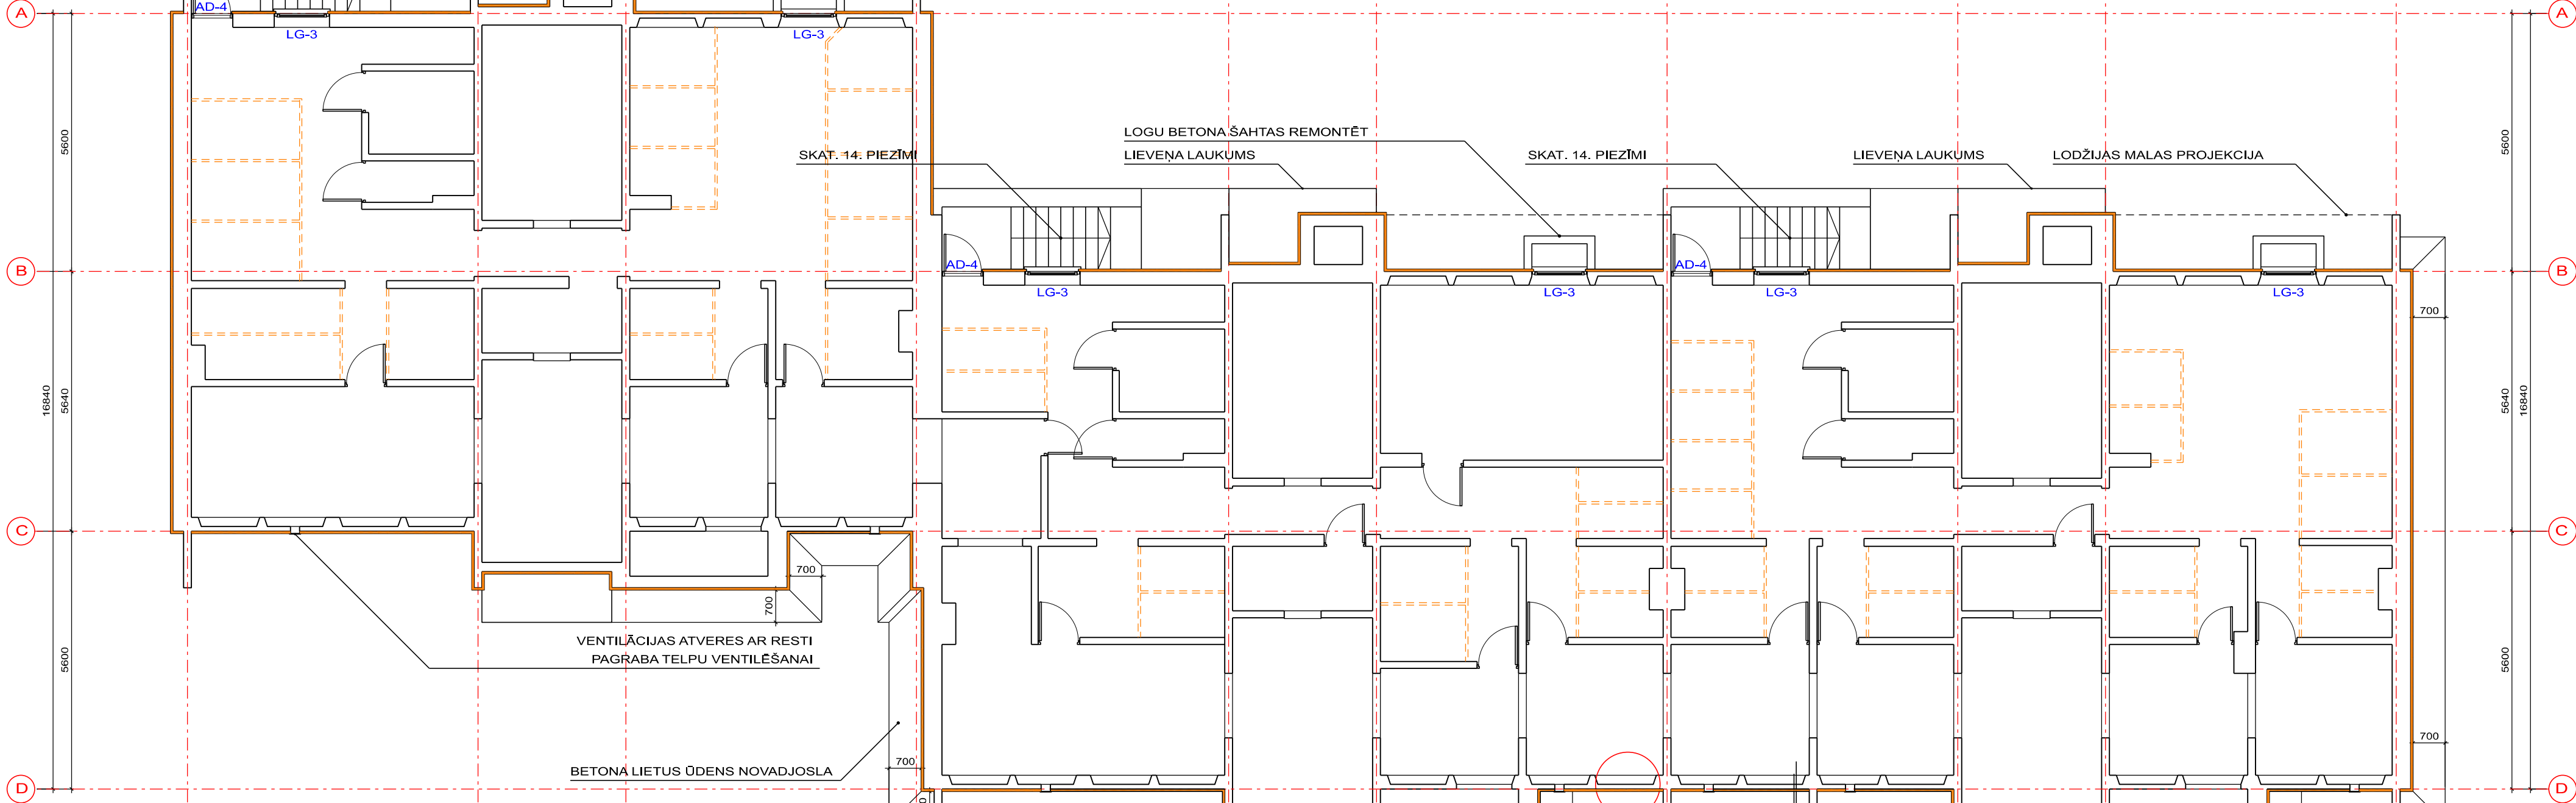 A
AD-4
LG-3
LG-3
A
5600
5600
LOGU BETONA ŠAHTAS REMONTĒT
SKAT. 14. PIEZĪMI
LIEVEŅA LAUKUMS
SKAT. 14. PIEZĪMI
LIEVEŅA LAUKUMS
LODŽIJAS MALAS PROJEKCIJA
B
AD-4
AD-4
B
LG-3
LG-3
LG-3
LG-3
700
16840
5640
5640
16840
C
C
700
700
VENTILĀCIJAS ATVERES AR RESTI
PAGRABA TELPU VENTILĒŠANAI
5600
5600
700
700
BETONA LIETUS ŪDENS NOVADJOSLA
D
D